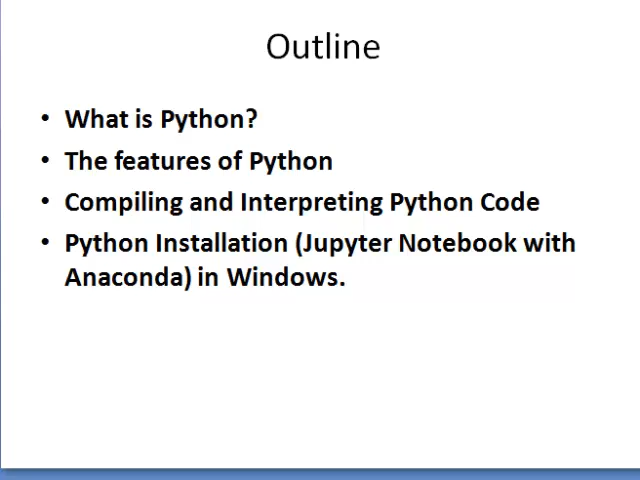 Outline
• What is Python?
• The features of Python
• Compiling and Interpreting Python Code
• Python Installation (Jupyter Notebook with
Anaconda) in Windows.